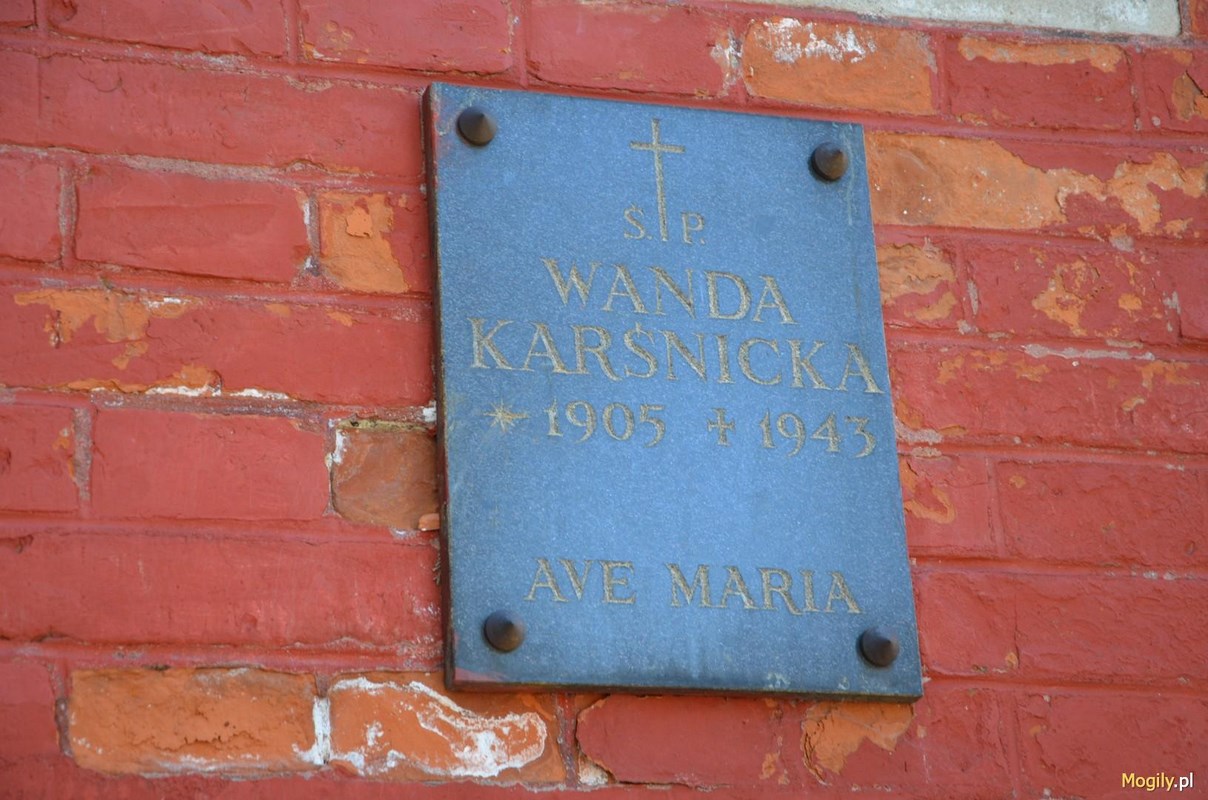 Ś. P.
WANDA
KARŚNICKA
* 1905 + 1943
AVE MARIA
Mogily.pl